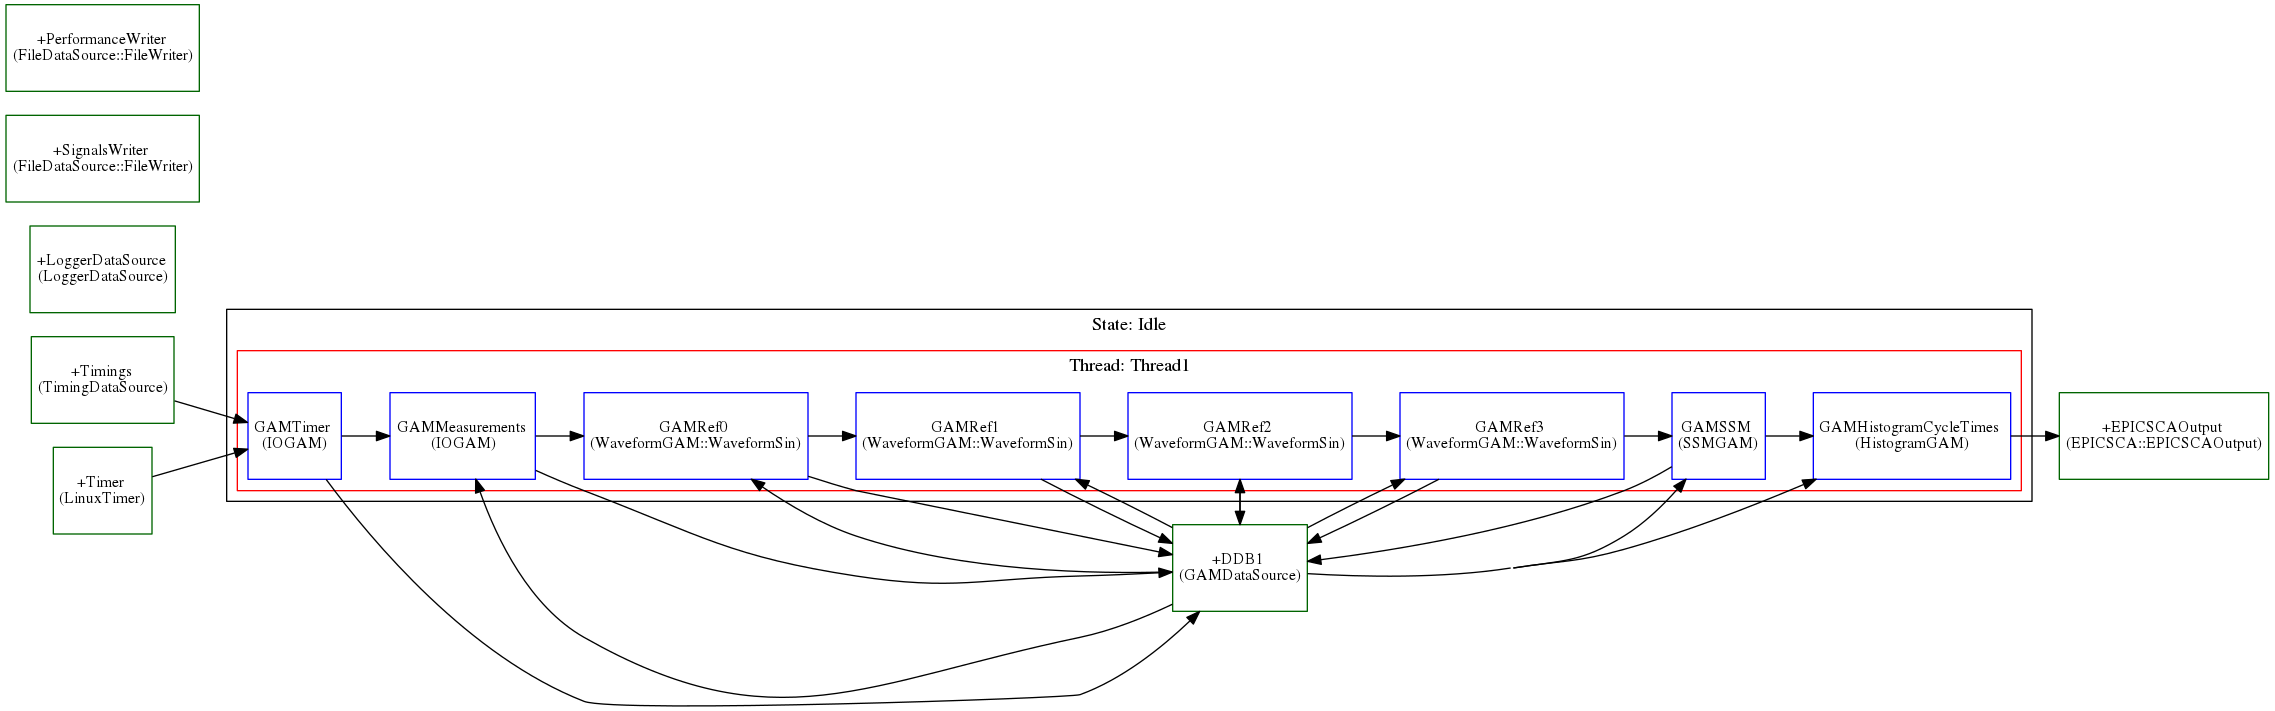 +PerformanceWriter
(FileDataSource::FileWriter)
+SignalsWriter
(FileDataSource::FileWriter)
+LoggerDataSource
(LoggerDataSource)
+Timings
(TimingDataSource)
+Timer
(LinuxTimer)
State: Idle
Thread: Thread1
GAMTimer
(IOGAM)
GAMMeasurements
(IOGAM)
GAMRef0
(WaveformGAM::WaveformSin)
GAMRef1
(WaveformGAM::WaveformSin)
GAMRef2
(WaveformGAM::WaveformSin)
GAMRef3
(WaveformGAM::WaveformSin)
GAMSSM
(SSMGAM)
GAMHistogramCycleTimes
(HistogramGAM)
+EPICSCAOutput
(EPICSCA::EPICSCAOutput)
+DDB1
(GAMDataSource)